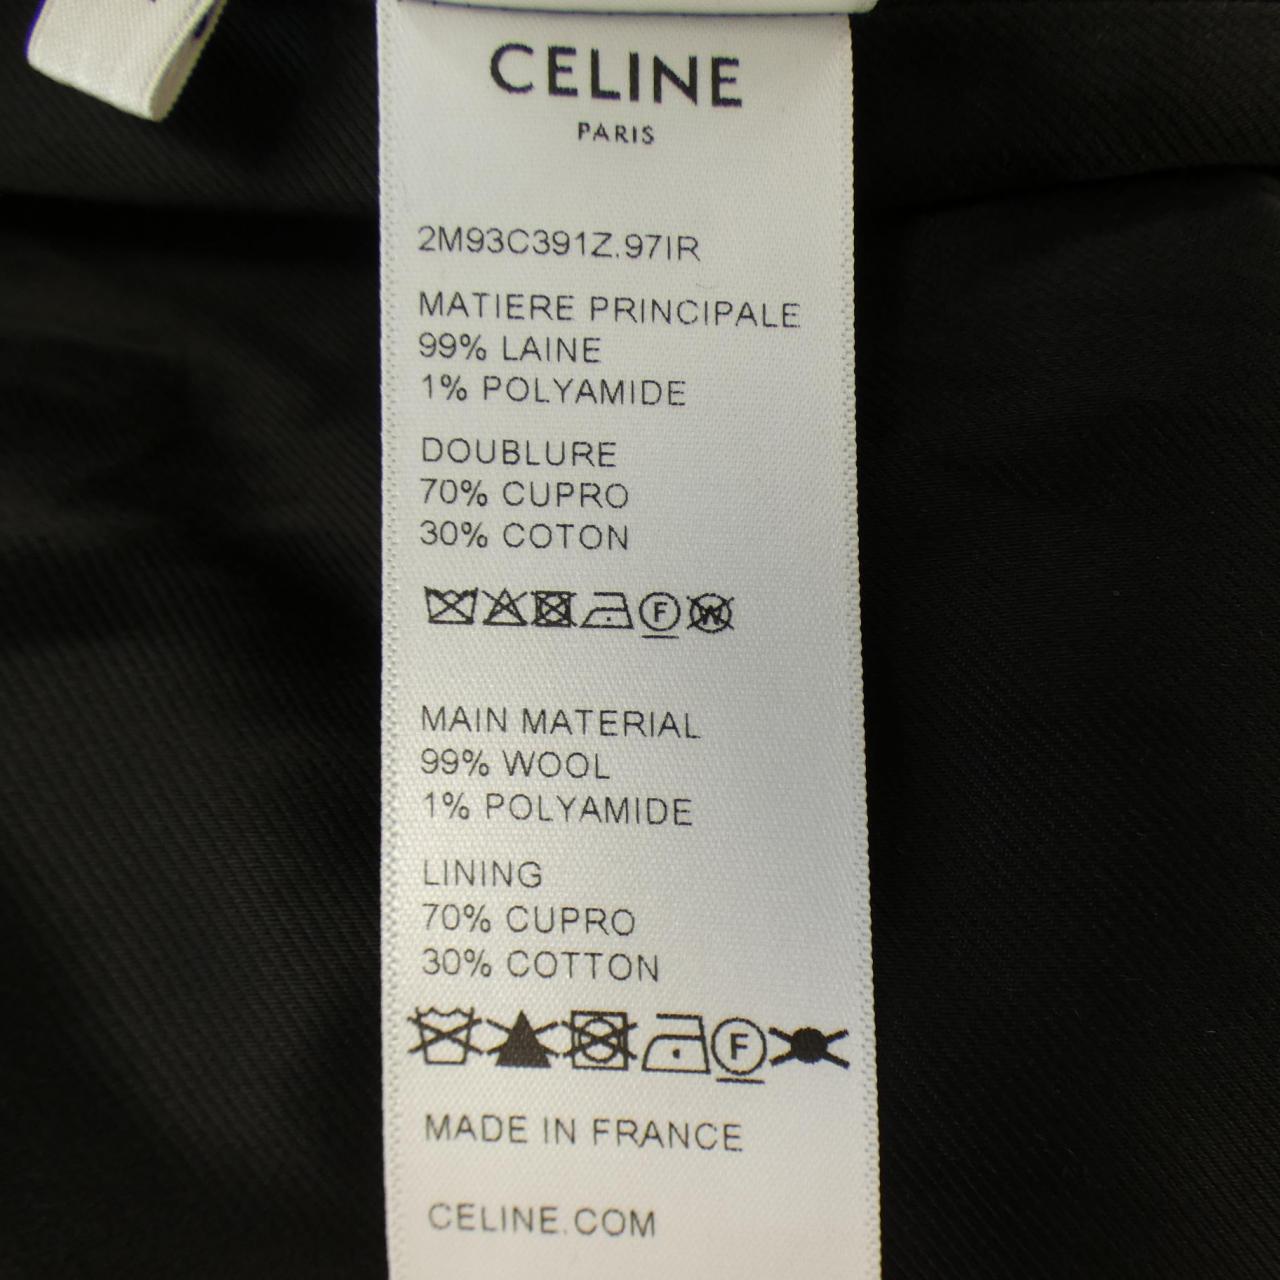 CELINE
PARIS
2M93C391Z.97IR
MATIERE PRINCIPALE
99% LAINE
1% POLYAMIDE
DOUBLURE
70% CUPRO
30% COTON
F W
MAIN MATERIAL
99% WOOL
1% POLYAMIDE
LINING
70% CUPRO
30% COTTON
F
MADE IN FRANCE
CELINE.COM